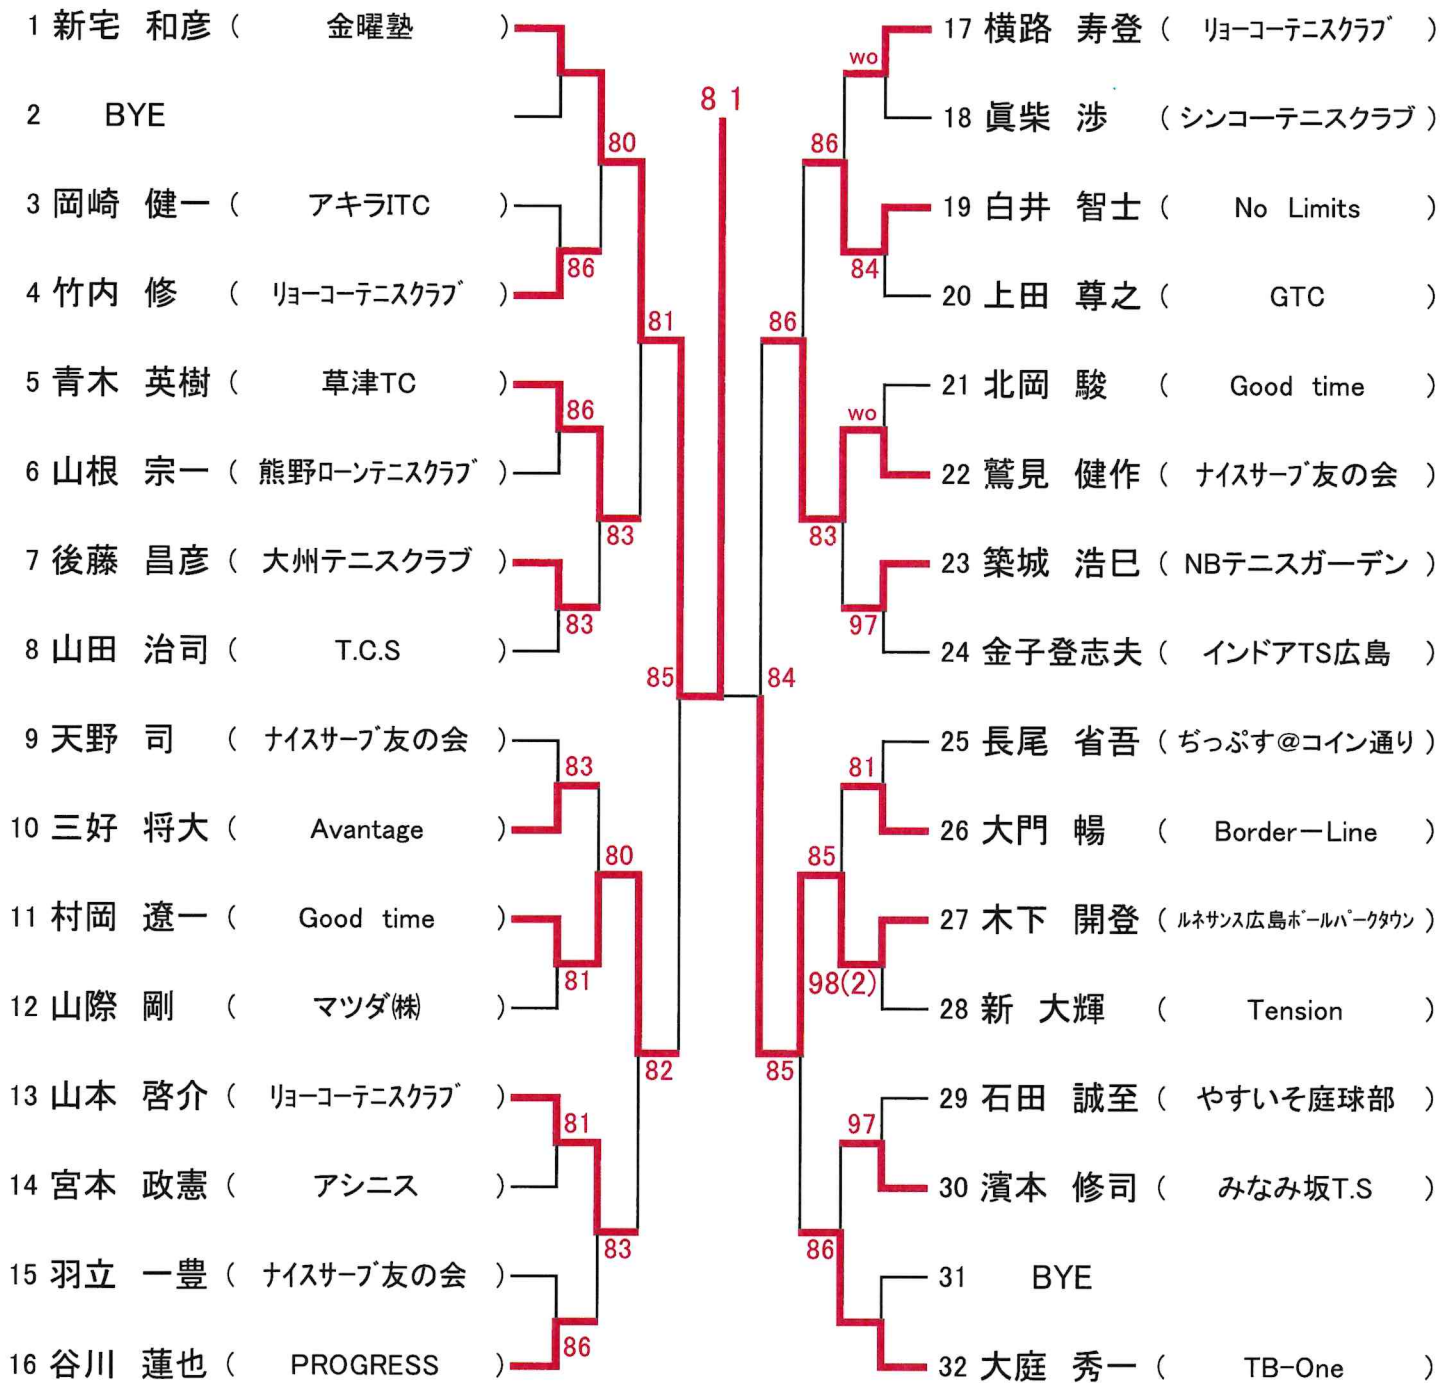 1 新宅 和彦 ( 金曜塾 )
2 BYE
3 岡崎 健一 ( アキラITC )
4 竹内 修 ( リョーコーテニスクラブ )
5 青木 英樹 ( 草津TC )
6 山根 宗一 ( 熊野ローンテニスクラブ )
7 後藤 昌彦 ( 大州テニスクラブ )
8 山田 治司 ( T.C.S )
9 天野 司 ( ナイスサーブ友の会 )
10 三好 将大 ( Avantage )
11 村岡 遼一 ( Good time )
12 山際 剛 ( マツダ㈱ )
13 山本 啓介 ( リョーコーテニスクラブ )
14 宮本 政憲 ( アシニス )
15 羽立 一豊 ( ナイスサーブ友の会 )
16 谷川 蓮也 ( PROGRESS )
86
86
83
83
81
81
86
80
83
80
83
81
82
85
8 1
84
86
85
86
83
85
86
wo
84
wo
97
81
98(2)
97
17 横路 寿登 ( リョーコーテニスクラブ )
18 眞柴 渉 ( シンコーテニスクラブ )
19 白井 智士 ( No Limits )
20 上田 尊之 ( GTC )
21 北岡 駿 ( Good time )
22 鷲見 健作 ( ナイスサーブ友の会 )
23 築城 浩巳 ( NBテニスガーデン )
24 金子登志夫 ( インドアTS広島 )
25 長尾 省吾 ( ぢっぷす@コイン通り )
26 大門 暢 ( Border－Line )
27 木下 開登 ( ルネサンス広島ボールパークタウン )
28 新 大輝 ( Tension )
29 石田 誠至 ( やすいそ庭球部 )
30 濱本 修司 ( みなみ坂T.S )
31 BYE
32 大庭 秀一 ( TB-One )